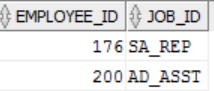 EMPLOYEE_ID JOB_ID
176 SA_REP
200 AD_ASST